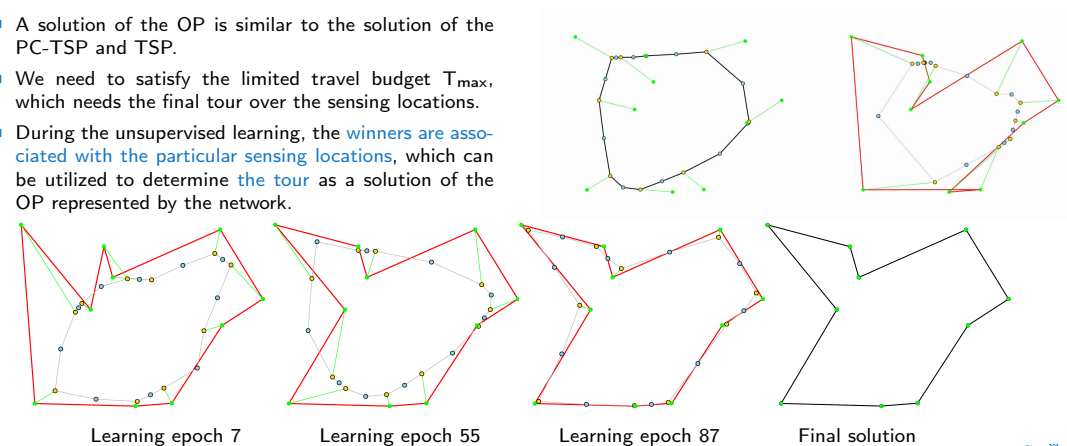 A solution of the OP is similar to the solution of the
PC-TSP and TSP.
We need to satisfy the limited travel budget Tmax,
which needs the final tour over the sensing locations.
During the unsupervised learning, the winners are asso-
ciated with the particular sensing locations, which can
be utilized to determine the tour as a solution of the
OP represented by the network.
Learning epoch 7
Learning epoch 55
Learning epoch 87
Final solution